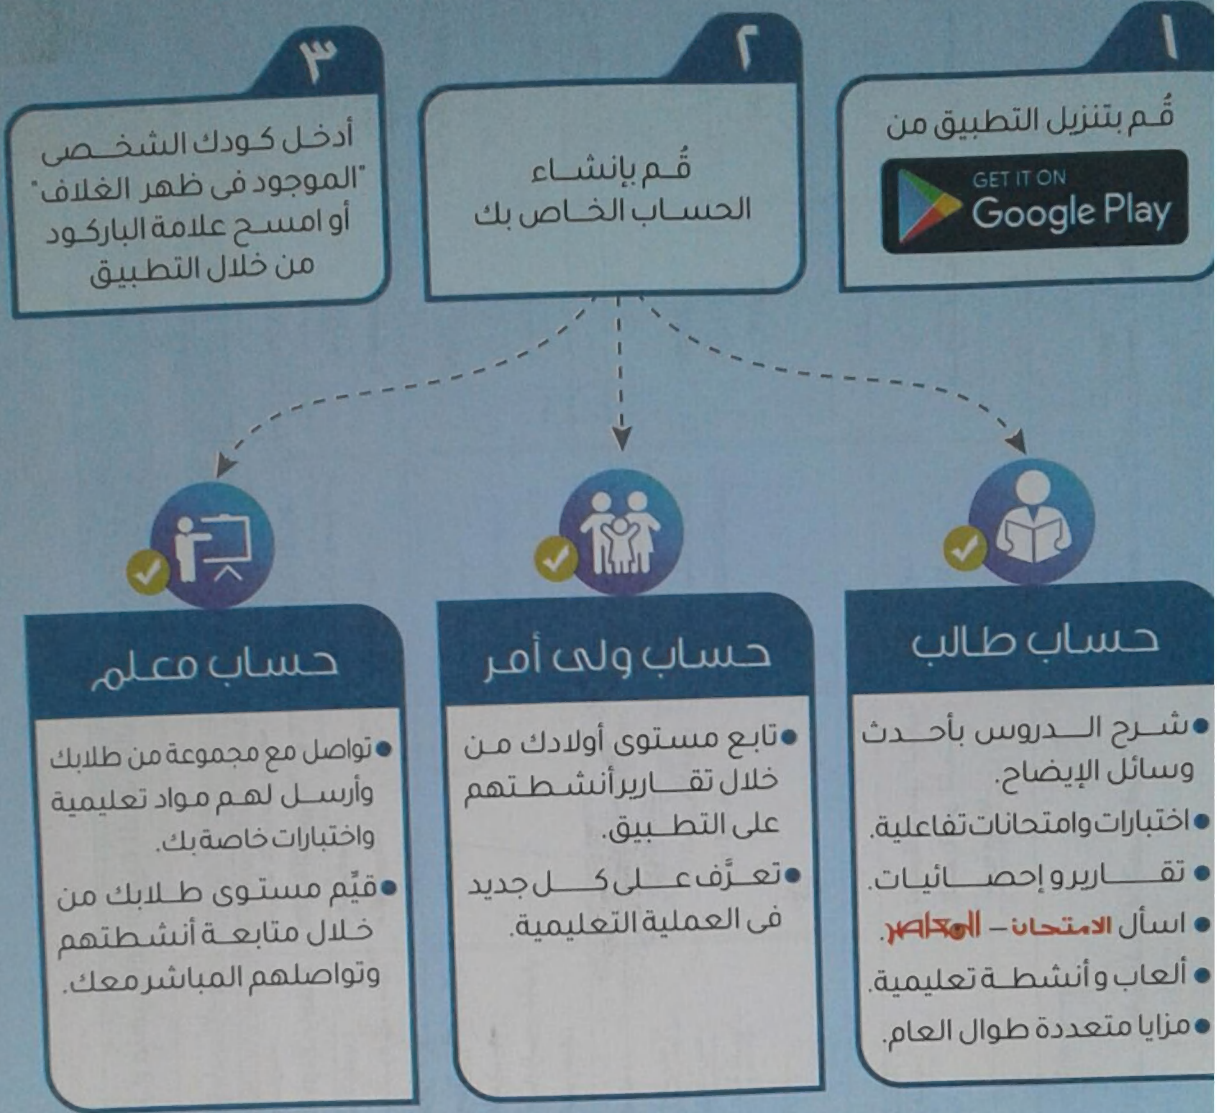 ١
قُم بتنزيل التطبيق من
GET IT ON
Google Play
٢
قُم بإنشاء
الحساب الخاص بك
٣
أدخل كودك الشخصى
"الموجود فى ظهر الغلاف"
أو امسح علامة الباركود
من خلال التطبيق
حساب طالب
• شرح الدروس بأحدث
وسائل الإيضاح.
• اختبارات وامتحانات تفاعلية.
• تقارير وإحصائيات.
• اسأل الامتحان - المعاصر.
• ألعاب وأنشطة تعليمية.
• مزايا متعددة طوال العام.
حساب ولى أمر
• تابع مستوى أولادك من
خلال تقارير أنشطتهم
على التطبيق.
• تعرَّف على كل جديد
فى العملية التعليمية.
حساب معلم
• تواصل مع مجموعة من طلابك
وأرسل لهم مواد تعليمية
واختبارات خاصة بك.
• قيِّم مستوى طلابك من
خلال متابعة أنشطتهم
وتواصلهم المباشر معك.